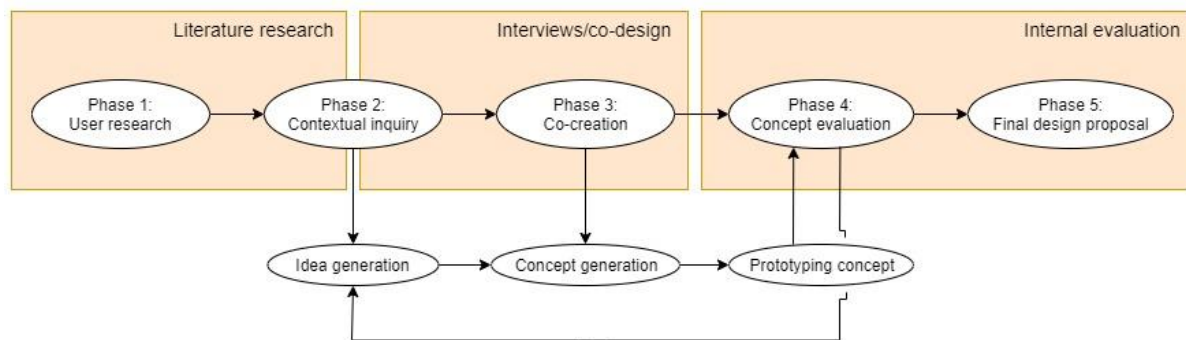 Literature research
Interviews/co-design
Internal evaluation
Phase 1:
User research
Phase 2:
Contextual inquiry
Phase 3:
Co-creation
Phase 4:
Concept evaluation
Phase 5:
Final design proposal
Idea generation
Concept generation
Prototyping concept